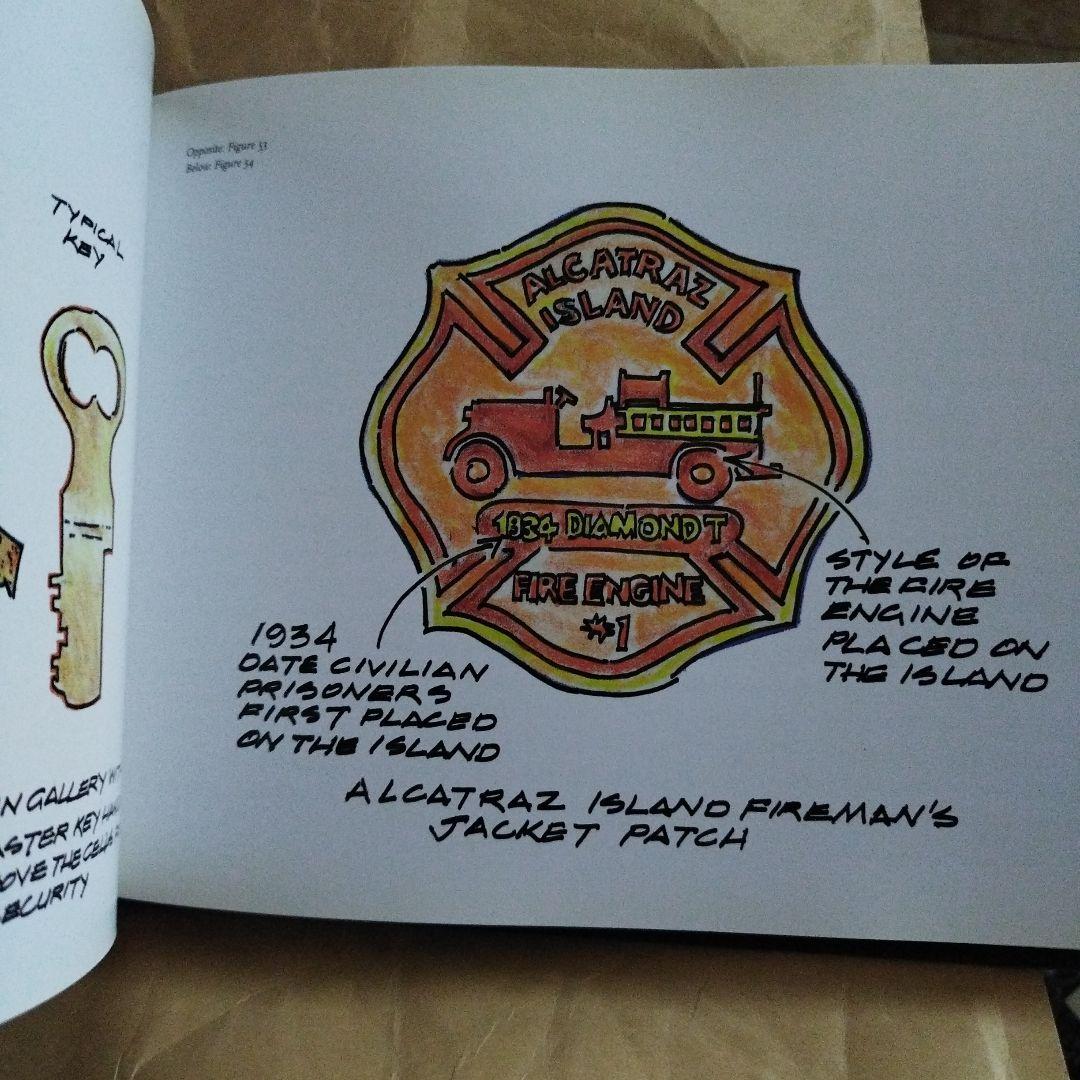 TYPICAL
KEY
N GALLERY
ASTER KEY
OVE THE
ECURITY
Opposite: Figure 53
Below: Figure 54
ALCATRAZ
ISLAND
1934 DIAMOND T
FIRE ENGINE
#1
1934
DATE CIVILIAN
PRISONERS
FIRST PLACED
ON THE ISLAND
STYLE OF
THE FIRE
ENGINE
PLACED ON
THE ISLAND
ALCATRAZ ISLAND FIREMAN'S
JACKET PATCH